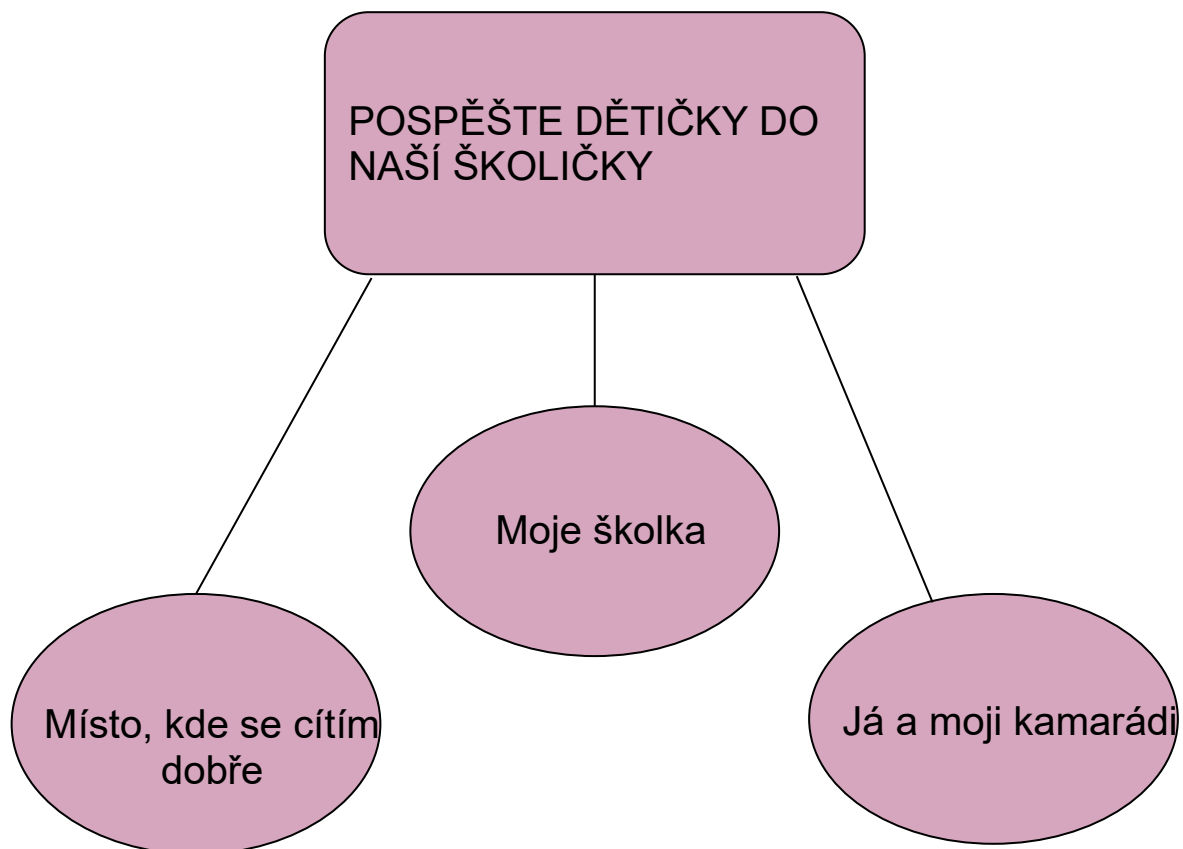 POSPĚŠTE DĚTIČKY DO
NAŠÍ ŠKOLIČKY
Moje školka
Místo, kde se cítím
dobře
Já a moji kamarádi